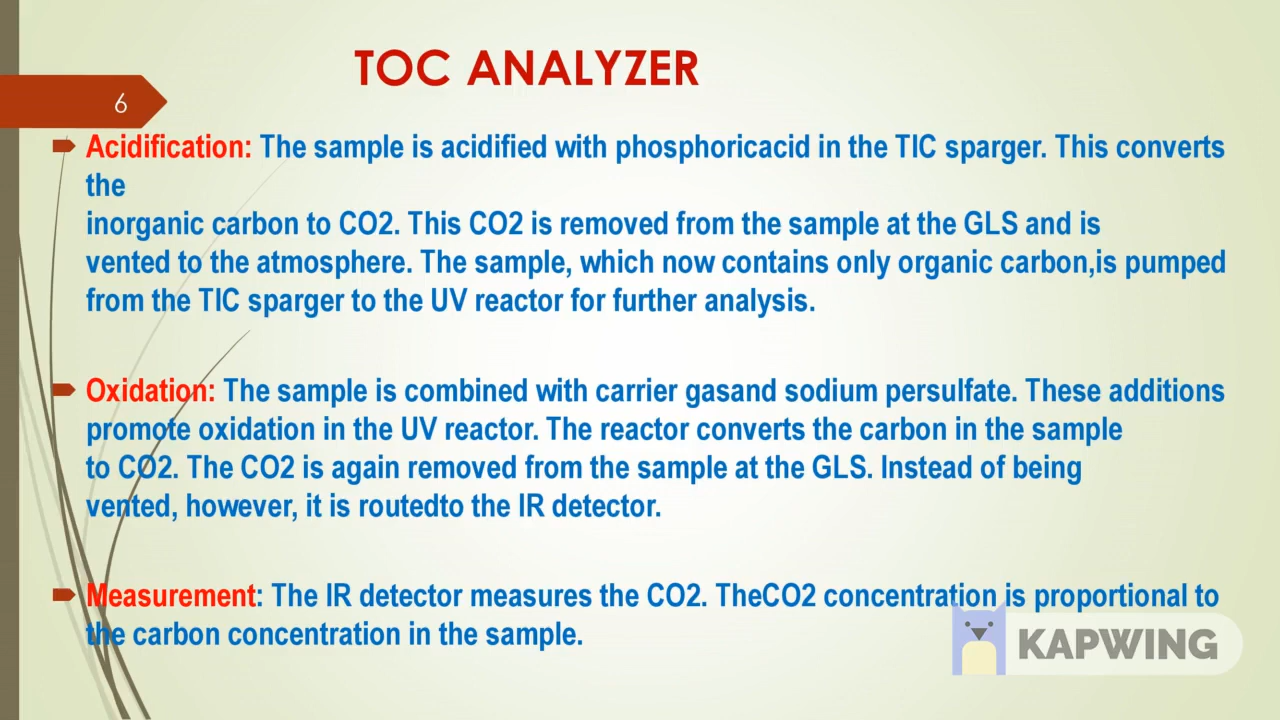 TOC ANALYZER
6
Acidification: The sample is acidified with phosphoricacid in the TIC sparger. This converts
the
inorganic carbon to CO2. This CO2 is removed from the sample at the GLS and is
vented to the atmosphere. The sample, which now contains only organic carbon,is pumped
from the TIC sparger to the UV reactor for further analysis.
Oxidation: The sample is combined with carrier gasand sodium persulfate. These additions
promote oxidation in the UV reactor. The reactor converts the carbon in the sample
to CO2. The CO2 is again removed from the sample at the GLS. Instead of being
vented, however, it is routedto the IR detector.
Measurement: The IR detector measures the CO2. TheCO2 concentration is proportional to
the carbon concentration in the sample.
KAPWING